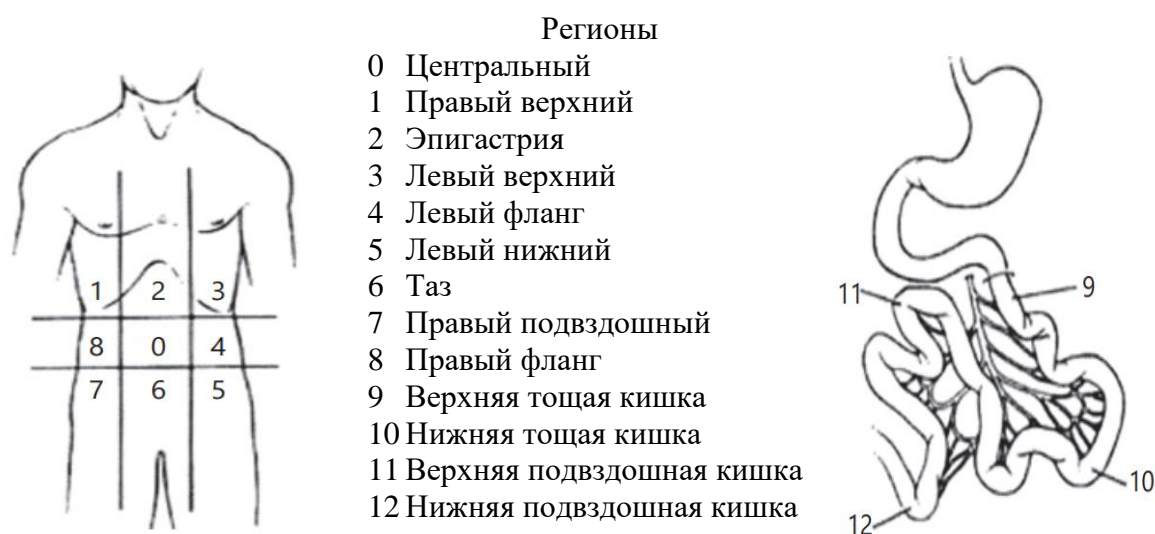 Регионы
0 Центральный
1 Правый верхний
2 Эпигастрия
3 Левый верхний
4 Левый фланг
5 Левый нижний
6 Таз
7 Правый подвздошный
8 Правый фланг
9 Верхняя тощая кишка
10 Нижняя тощая кишка
11 Верхняя подвздошная кишка
12 Нижняя подвздошная кишка
1 2 3
8 0 4
7 6 5
11 9
10
12